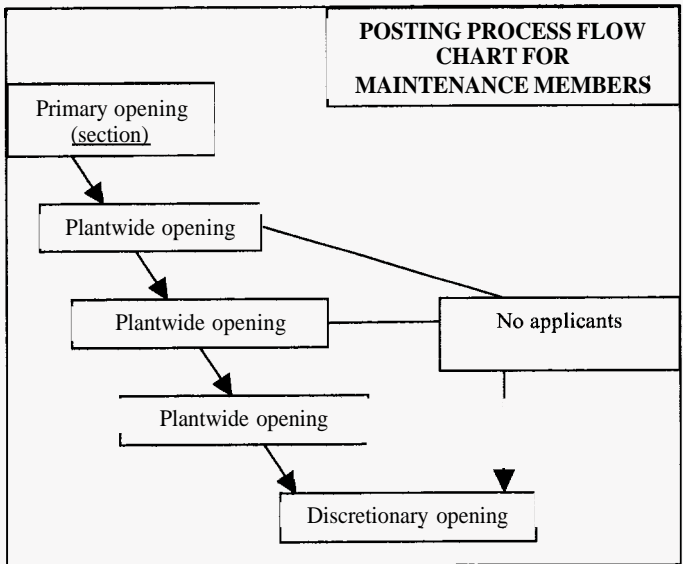 POSTING PROCESS FLOW
CHART FOR
MAINTENANCE MEMBERS
Primary opening
(section)
Plantwide opening
Plantwide opening
No applicants
Plantwide opening
Discretionary opening